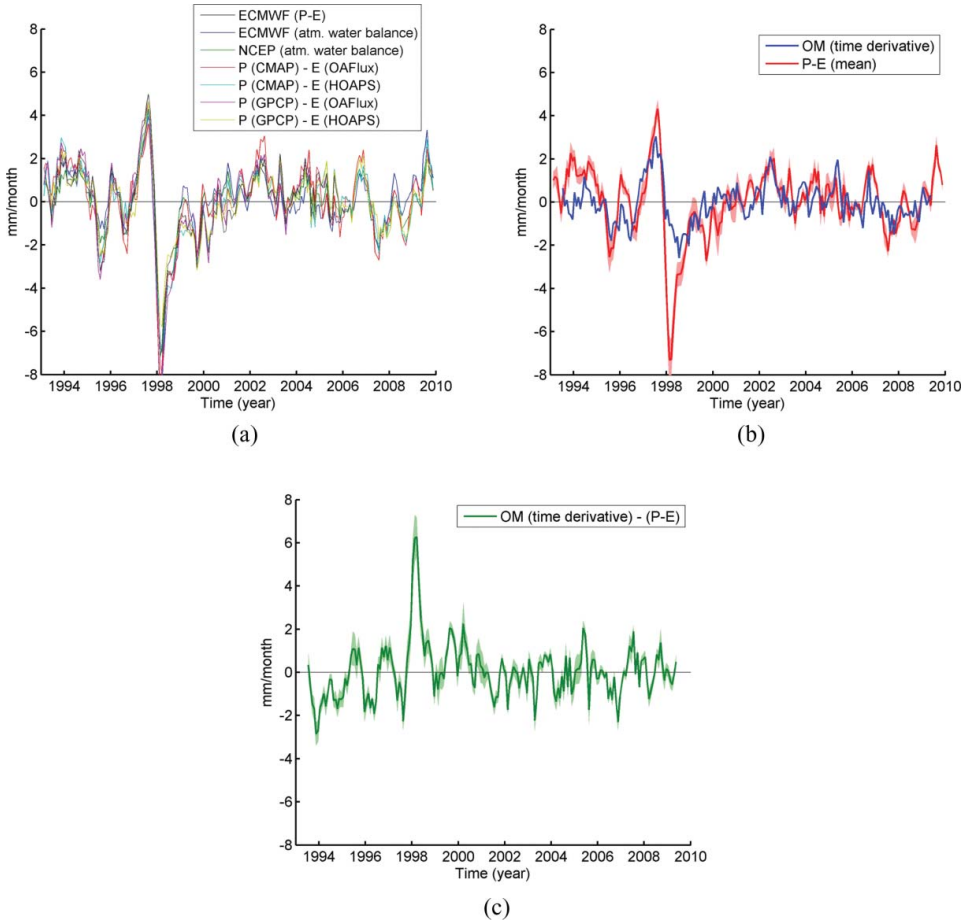 ECMWF (P-E)
ECMWF (atm. water balance)
NCEP (atm. water balance)
P (CMAP) - E (OAFlux)
P (CMAP) - E (HOAPS)
P (GPCP) - E (OAFlux)
P (GPCP) - E (HOAPS)
8
6
4
2
0
-2
-4
-6
-8
mm/month
1994 1996 1998 2000 2002 2004 2006 2008 2010
Time (year)
(a)
OM (time derivative)
P-E (mean)
8
6
4
2
0
-2
-4
-6
-8
mm/month
1994 1996 1998 2000 2002 2004 2006 2008 2010
Time (year)
(b)
OM (time derivative) - (P-E)
8
6
4
2
0
-2
-4
-6
-8
mm/month
1994 1996 1998 2000 2002 2004 2006 2008 2010
Time (year)
(c)